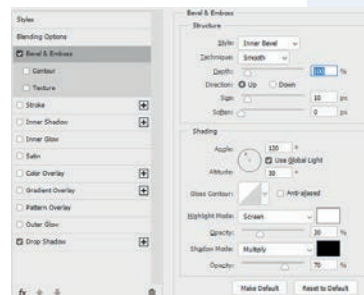 Styles
Blending Options
Bevel & Emboss
Contour
Texture
Stroke
Inner Shadow
Inner Glow
Satin
Color Overlay
Gradient Overlay
Pattern Overlay
Outer Glow
Drop Shadow
fx
Bevel & Emboss
Structure
Style: Inner Bevel
Technique: Smooth
Depth: %
Direction: Up Down
Size: 10 px
Soften: 0 px
Shading
Angle: 120 °
Use Global Light
Altitude: 30 °
Gloss Contour: Anti-aliased
Highlight Mode: Screen
Opacity: 20 %
Shadow Mode: Multiply
Opacity: 70 %
Make Default Reset to Default